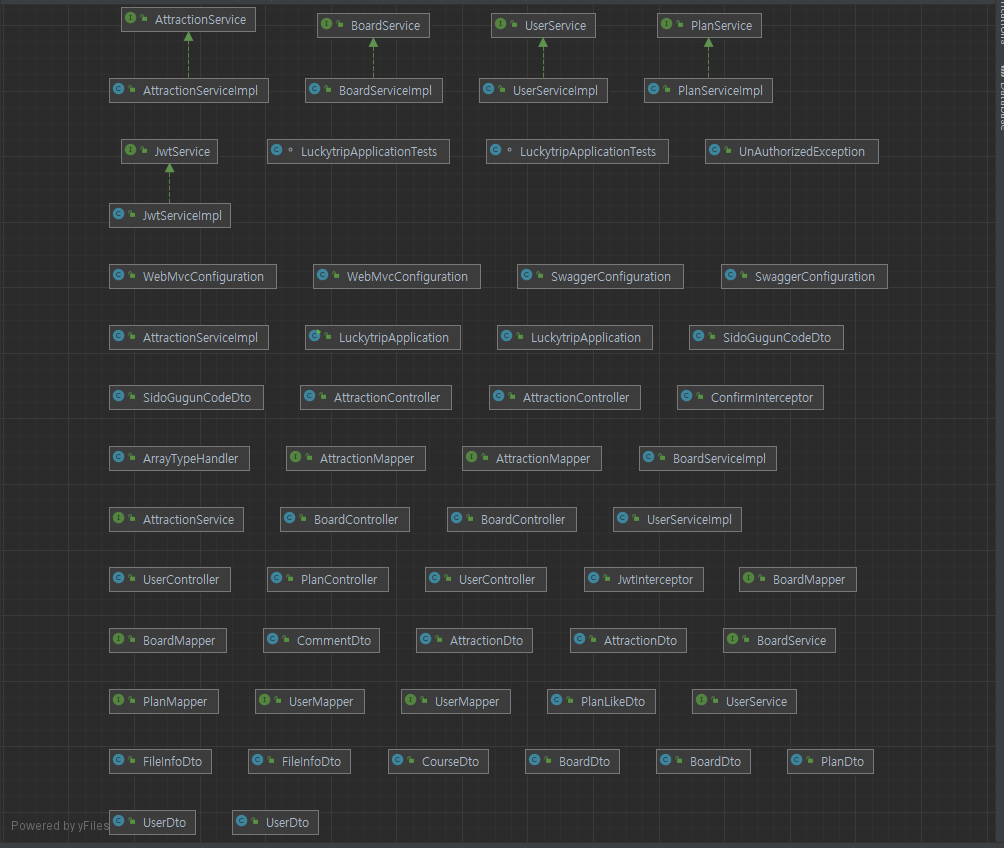 AttractionService BoardService UserService PlanService
AttractionServiceImpl BoardServiceImpl UserServiceImpl PlanServiceImpl
JwtService LuckytripApplicationTests LuckytripApplicationTests UnAuthorizedException
JwtServiceImpl
WebMvcConfiguration WebMvcConfiguration SwaggerConfiguration SwaggerConfiguration
AttractionServiceImpl LuckytripApplication LuckytripApplication SidoGugunCodeDto
SidoGugunCodeDto AttractionController AttractionController ConfirmInterceptor
ArrayTypeHandler AttractionMapper AttractionMapper BoardServiceImpl
AttractionService BoardController BoardController UserServiceImpl
UserController PlanController UserController JwtInterceptor BoardMapper
BoardMapper CommentDto AttractionDto AttractionDto BoardService
PlanMapper UserMapper UserMapper PlanLikeDto UserService
FileInfoDto FileInfoDto CourseDto BoardDto BoardDto PlanDto
Powered by yFiles UserDto UserDto